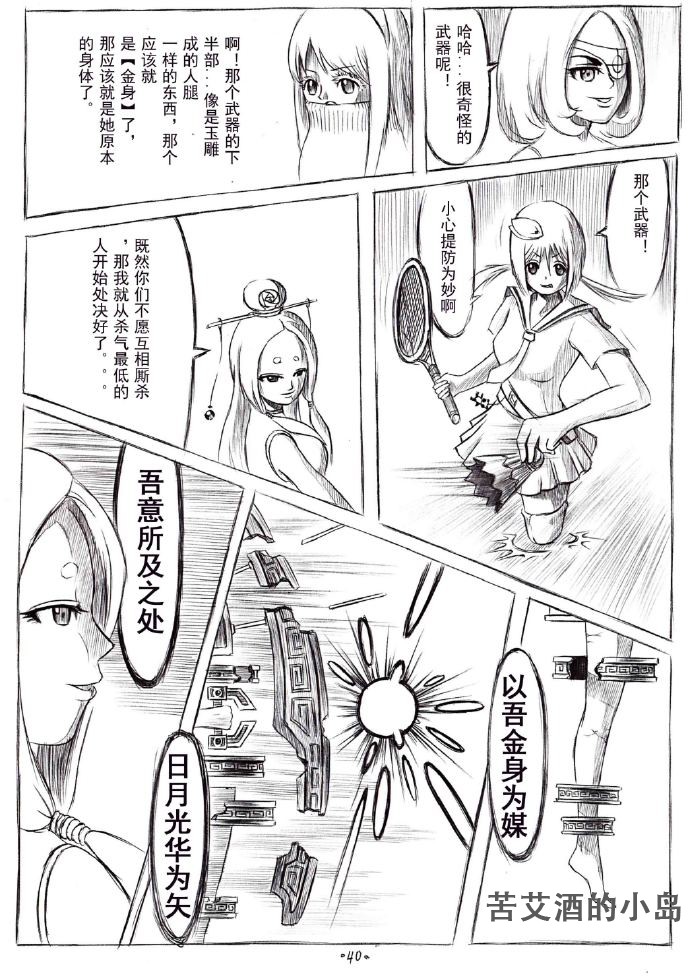 哈哈...很奇怪的
武器呢！
啊！那个武器的下
半部...像是玉雕
成的人腿
一样的东西，那个
应该就
是【金身】了，
那应该就是她原本
的身体了。
那个武器！
小心提防为妙啊
既然你们不愿互相厮杀
，那我就从杀气最低的
人开始处决好了。。。
以吾金身为媒
日月光华为矢
吾意所及之处
苦艾酒的小岛
·40·